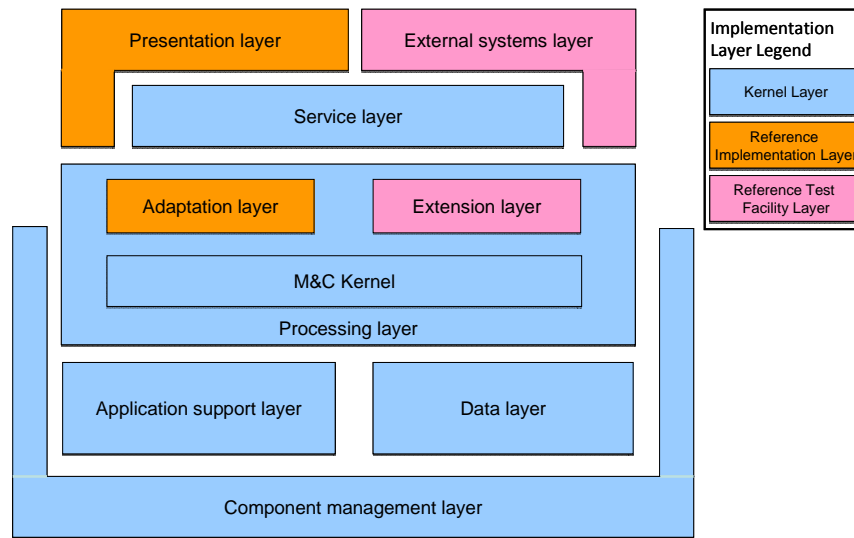 Presentation layer
External systems layer
Service layer
Adaptation layer
Extension layer
M&C Kernel
Processing layer
Application support layer
Data layer
Component management layer
Implementation
Layer Legend
Kernel Layer
Reference
Implementation Layer
Reference Test
Facility Layer